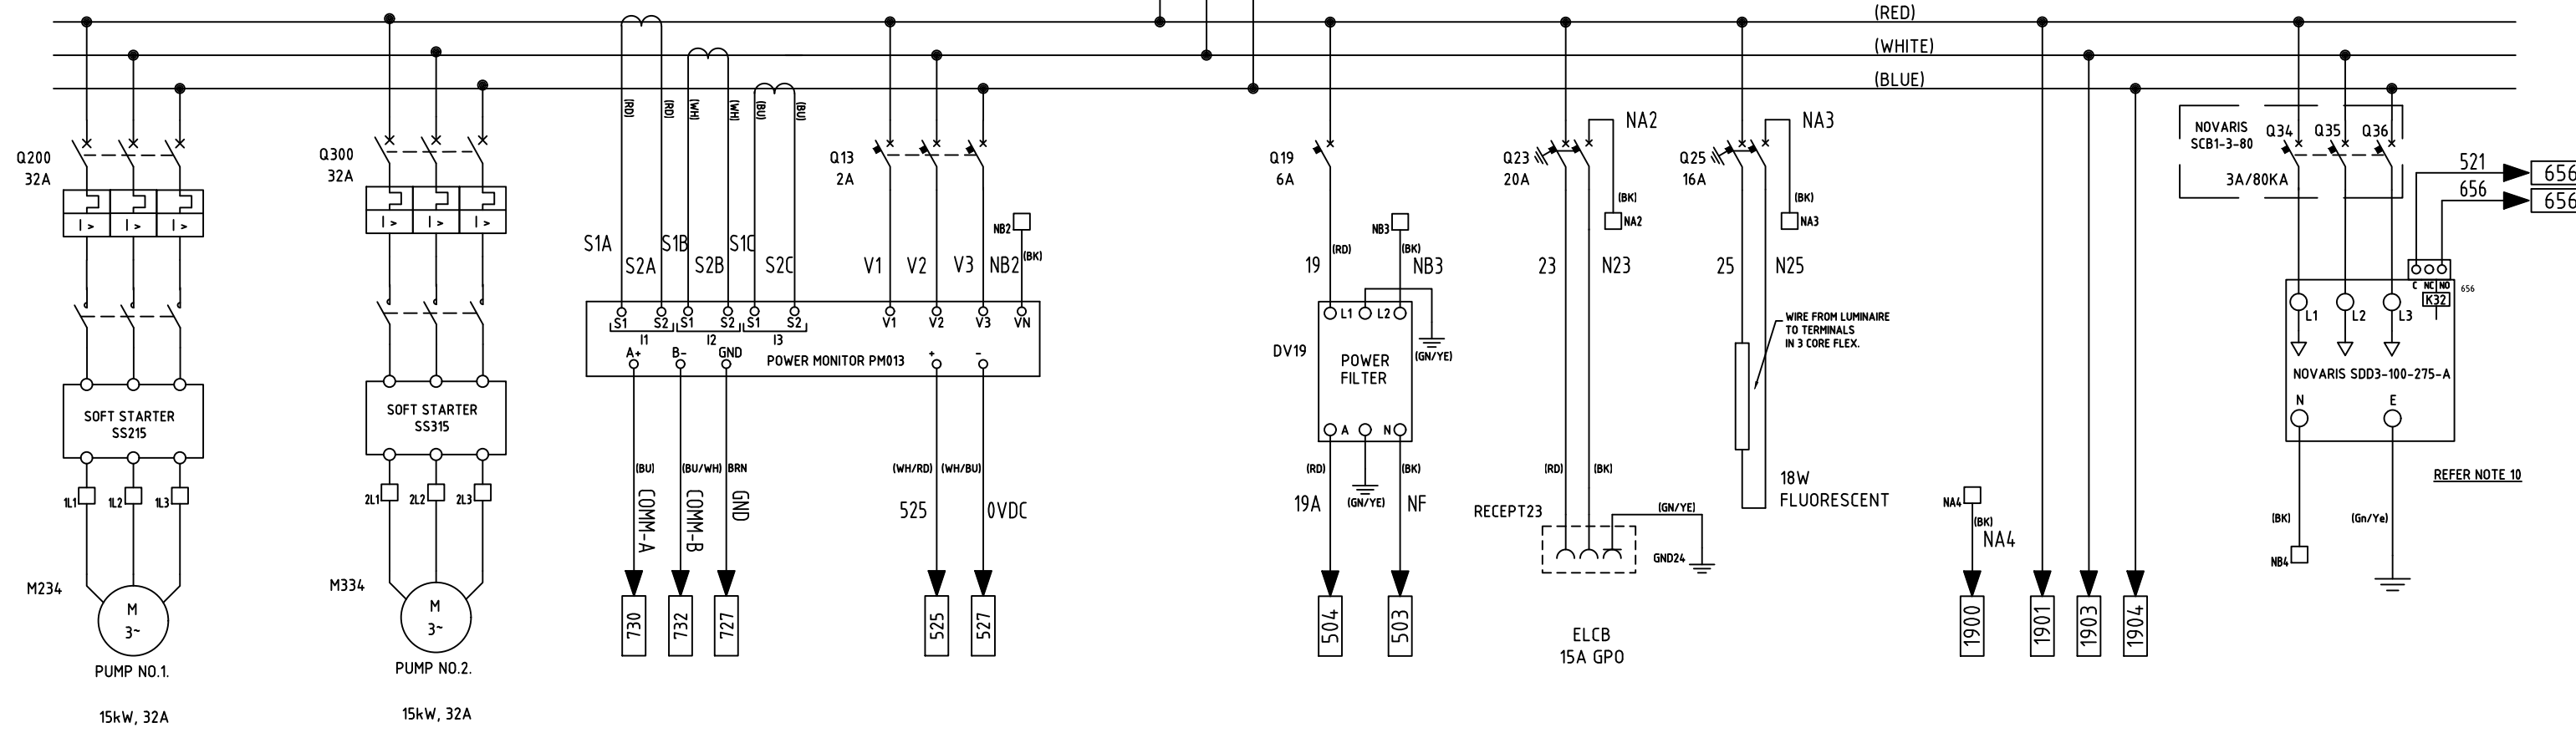 (RED)
(WHITE)
(BLUE)
Q200
32A
I >
I >
I >
SOFT STARTER
SS215
1L1
1L2
1L3
M234
M
3~
PUMP NO.1.
15kW, 32A
Q300
32A
I >
I >
I >
SOFT STARTER
SS315
2L1
2L2
2L3
M334
M
3~
PUMP NO.2.
15kW, 32A
(RD)
(RD)
(WH)
(WH)
(BU)
(BU)
S1A
S2A
S1B
S2B
S1C
S2C
Q13
2A
V1
V2
V3
NB2
NB2
(BK)
S1
S2
S1
S2
S1
S2
V1
V2
V3
VN
I1
I2
I3
A+
B-
GND
POWER MONITOR PM013
+
-
(BU)
(BU/WH)
BRN
(WH/RD)
(WH/BU)
COMM-A
COMM-B
GND
525
0VDC
730
732
727
525
527
Q19
6A
(RD)
19
NB3
(BK)
NB3
L1
L2
(GN/YE)
DV19
POWER
FILTER
A
N
(RD)
(GN/YE)
(BK)
19A
NF
504
503
Q23
20A
NA2
(BK)
NA2
23
N23
(RD)
(BK)
RECEPT23
(GN/YE)
GND24
ELCB
15A GPO
Q25
16A
NA3
(BK)
NA3
25
N25
WIRE FROM LUMINAIRE
TO TERMINALS
IN 3 CORE FLEX.
18W
FLUORESCENT
NA4
(BK)
NA4
1900
1901
1903
1904
NOVARIS
SCB1-3-80
Q34
Q35
Q36
3A/80KA
521
656
656
656
C
NC
NO
656
K32
L1
L2
L3
NOVARIS SDD3-100-275-A
N
E
REFER NOTE 10
(BK)
(Gn/Ye)
NB4